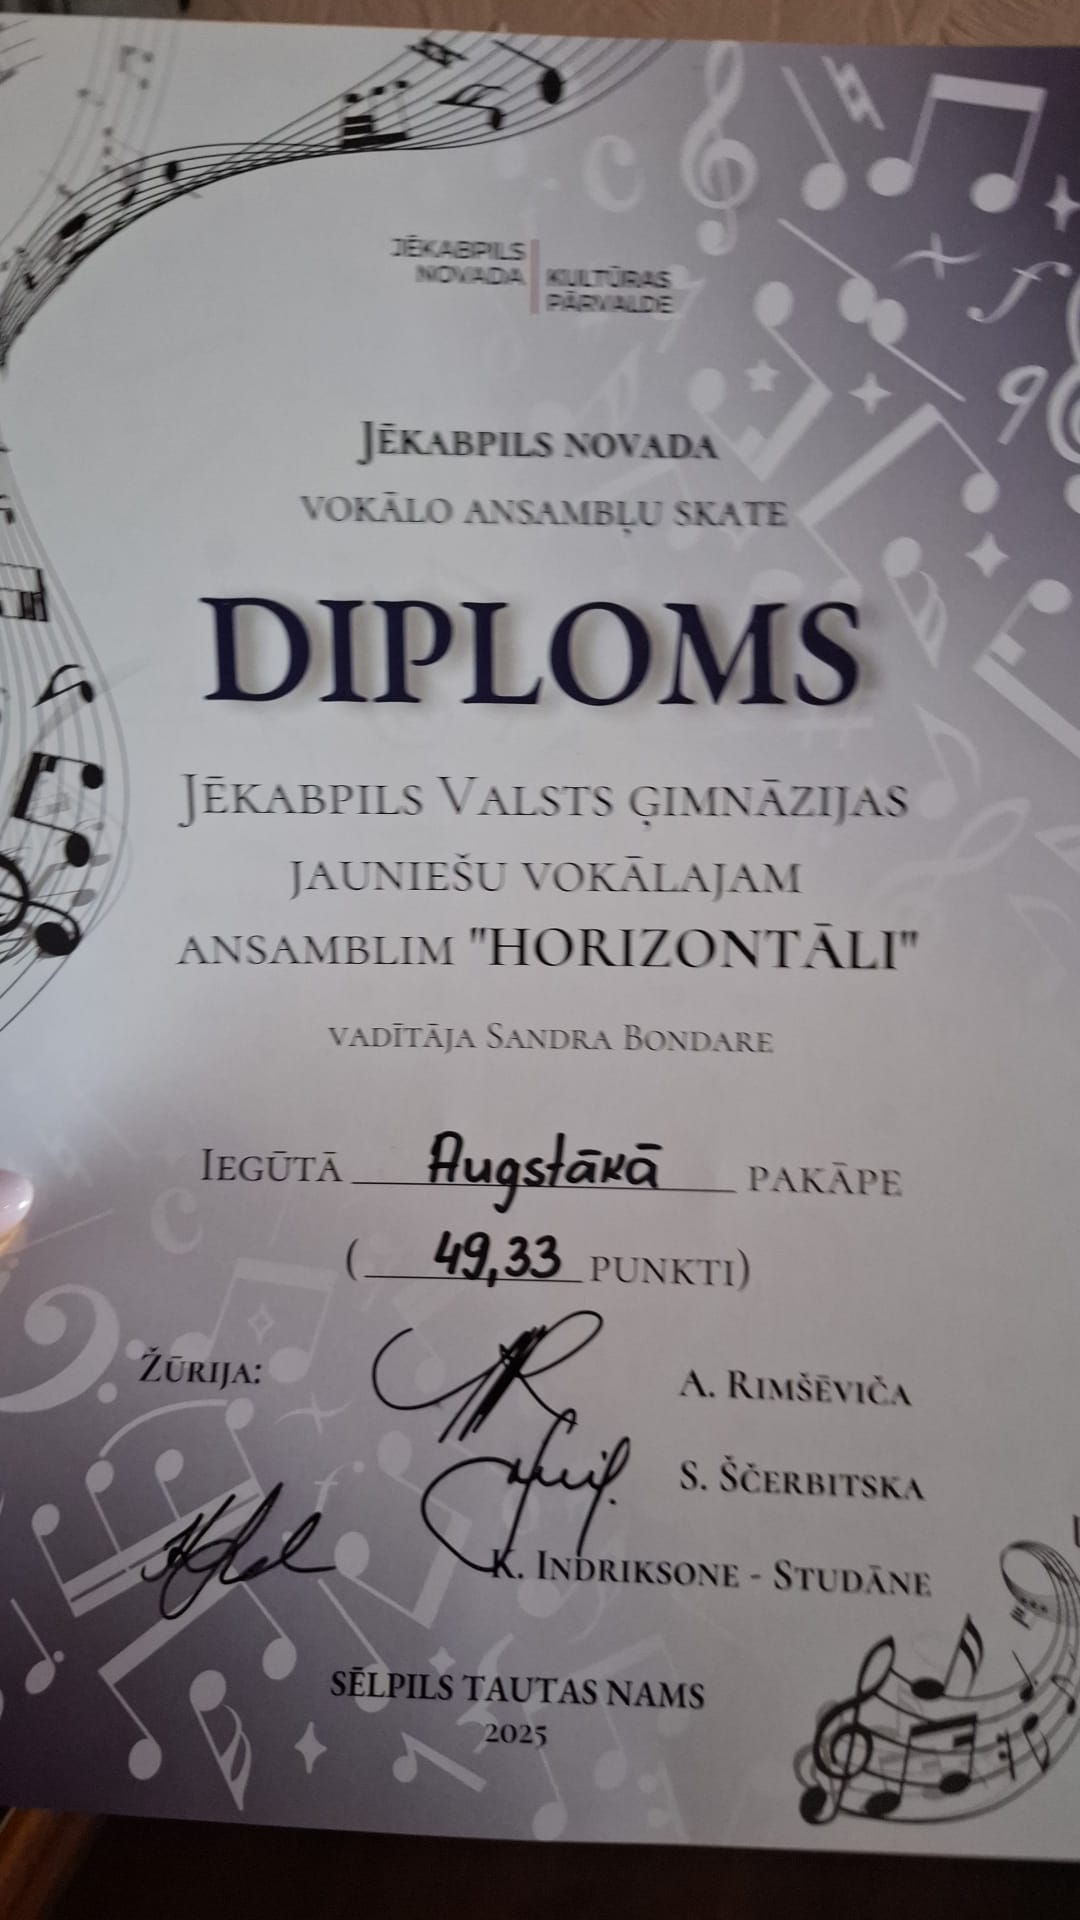 JĒKABPILS
NOVADA
KULTŪRAS
PĀRVALDE
JĒKABPILS NOVADA
VOKĀLO ANSAMBĻU SKATE
DIPLOMS
JĒKABPILS VALSTS ĢIMNĀZIJAS
JAUNIEŠU VOKĀLAJAM
ANSAMBLIM "HORIZONTĀLI"
VADĪTĀJA SANDRA BONDARE
IEGŪTĀ Augstākā PAKĀPE
(49,33 PUNKTI)
ŽŪRIJA:
A. RIMŠĒVIČA
S. ŠČERBITSKA
K. INDRIKSONE - STUDĀNE
SĒLPILS TAUTAS NAMS
2025